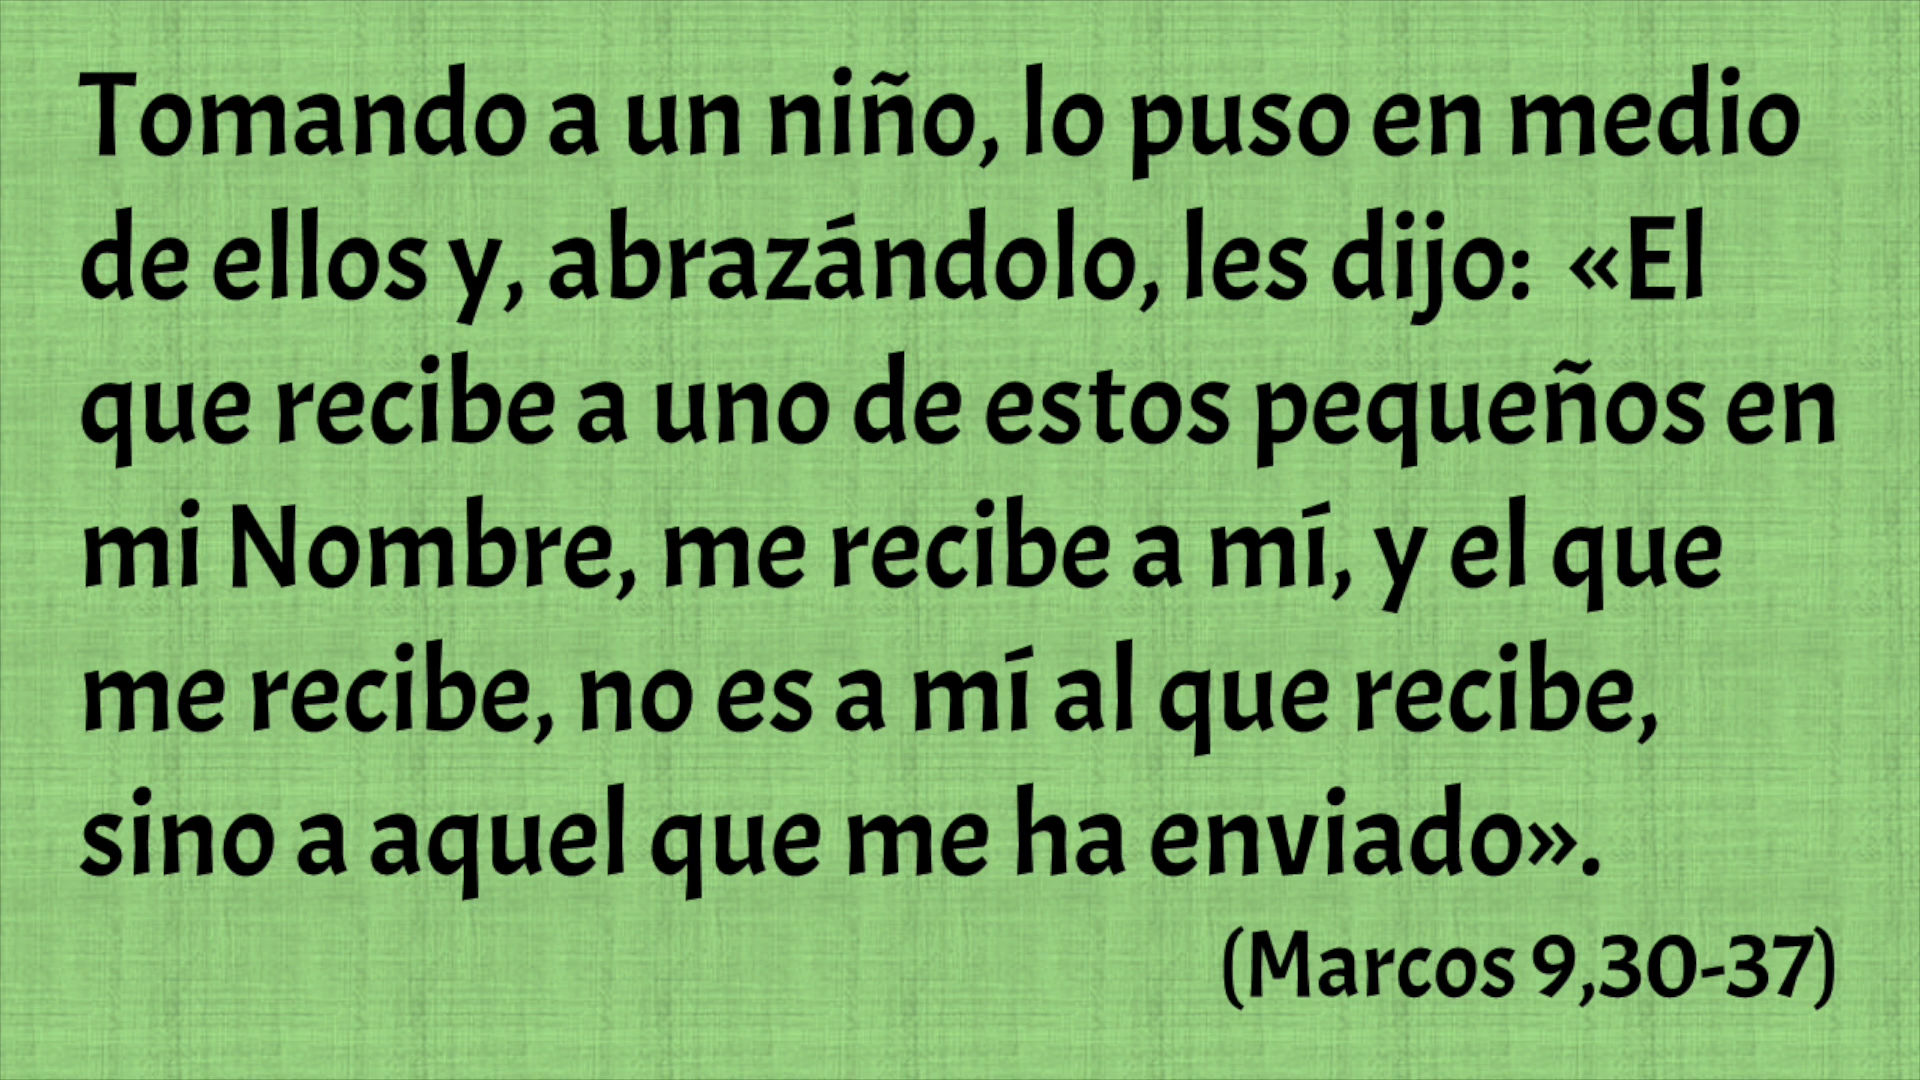 Tomando a un niño, lo puso en medio
de ellos y, abrazándolo, les dijo: «El
que recibe a uno de estos pequeños en
mi Nombre, me recibe a mí, y el que
me recibe, no es a mí al que recibe,
sino a aquel que me ha enviado».
(Marcos 9,30-37)